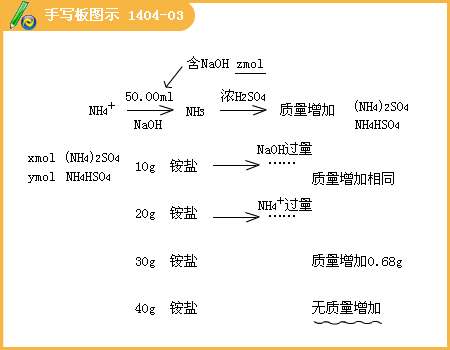 手写板图示 1404-03
含NaOH zmol
NH4+ 50.00ml NaOH NH3 浓H2SO4 质量增加 (NH4)2SO4 NH4HSO4
xmol (NH4)2SO4
ymol NH4HSO4
10g 铵盐 NaOH过量 …… 质量增加相同
20g 铵盐 NH4+过量 ……
30g 铵盐 质量增加0.68g
40g 铵盐 无质量增加